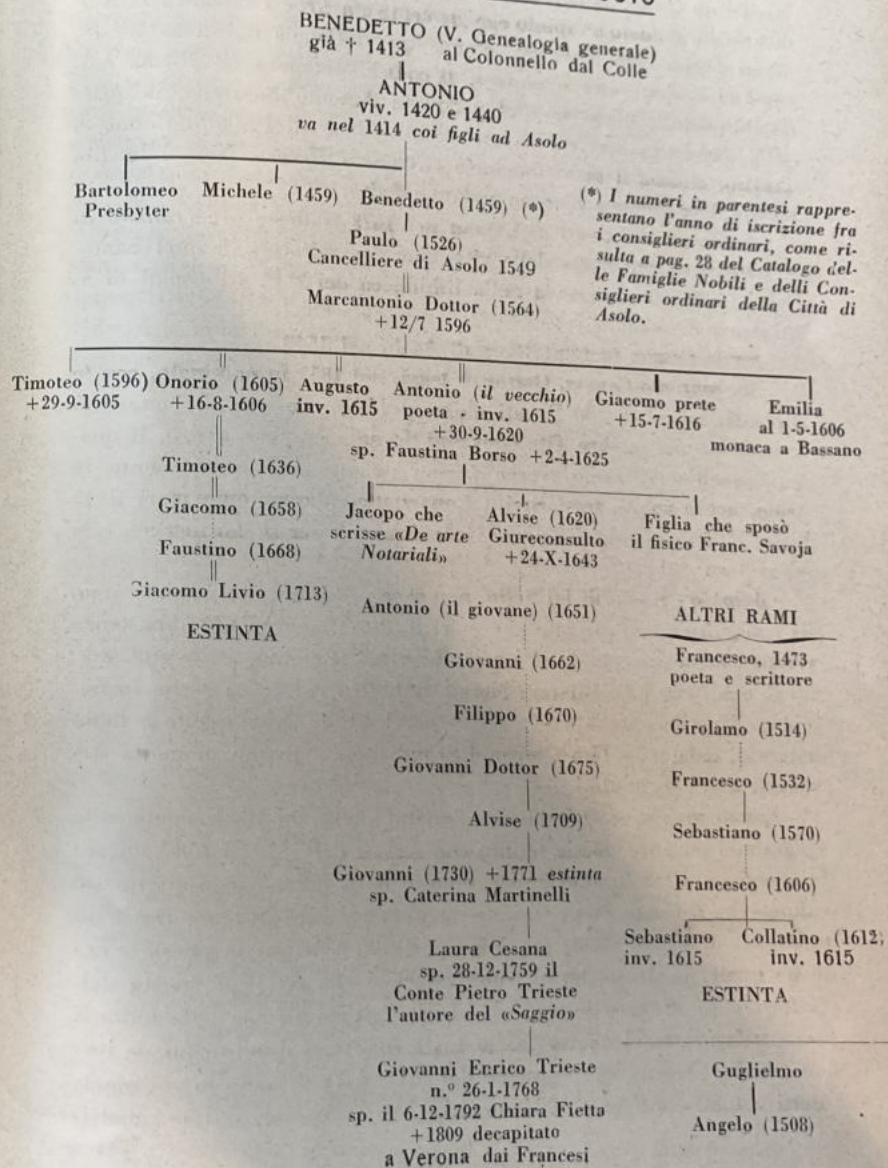 BENEDETTO (V. Genealogia generale)
già † 1413 al Colonnello dal Colle
ANTONIO
viv. 1420 e 1440
va nel 1414 coi figli ad Asolo
Bartolomeo
Presbyter
Michele (1459)
Benedetto (1459) (*)
(*) I numeri in parentesi rappre-
sentano l'anno di iscrizione fra
i consiglieri ordinari, come ri-
sulta a pag. 28 del Catalogo del-
le Famiglie Nobili e delli Con-
siglieri ordinari della Città di
Asolo.
Paulo (1526)
Cancelliere di Asolo 1549
Marcantonio Dottor (1564)
+12/7 1596
Timoteo (1596)
+29-9-1605
Onorio (1605)
+16-8-1606
Augusto
inv. 1615
Antonio (il vecchio)
poeta - inv. 1615
+30-9-1620
sp. Faustina Borso +2-4-1625
Giacomo prete
+15-7-1616
Emilia
al 1-5-1606
monaca a Bassano
Timoteo (1636)
Giacomo (1658)
Faustino (1668)
Giacomo Livio (1713)
ESTINTA
Jacopo che
scrisse «De arte
Notariali»
Alvise (1620)
Giureconsulto
+24-X-1643
Figlia che sposò
il fisico Franc. Savoja
Antonio (il giovane) (1651)
Giovanni (1662)
Filippo (1670)
Giovanni Dottor (1675)
Alvise (1709)
Giovanni (1730) +1771 estinta
sp. Caterina Martinelli
Laura Cesana
sp. 28-12-1759 il
Conte Pietro Trieste
l'autore del «Saggio»
Giovanni Enrico Trieste
n.º 26-1-1768
sp. il 6-12-1792 Chiara Fietta
+1809 decapitato
a Verona dai Francesi
ALTRI RAMI
Francesco, 1473
poeta e scrittore
Girolamo (1514)
Francesco (1532)
Sebastiano (1570)
Francesco (1606)
Sebastiano
inv. 1615
Collatino (1612)
inv. 1615
ESTINTA
Guglielmo
Angelo (1508)